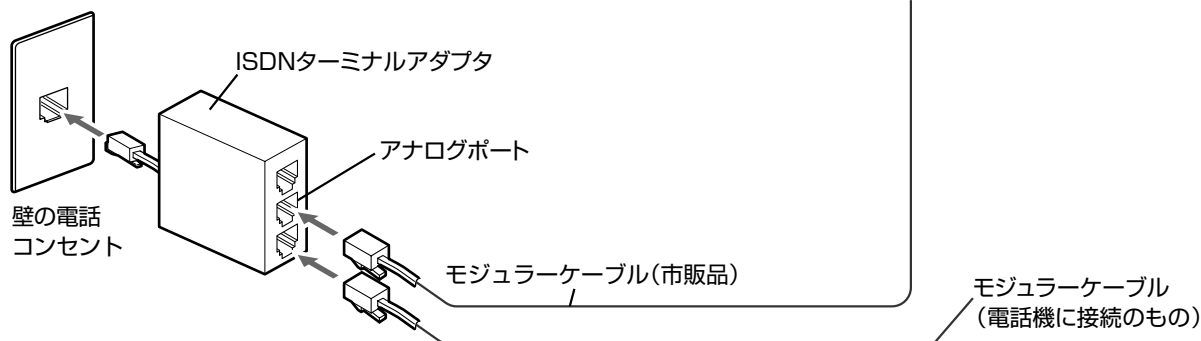 ISDNターミナルアダプタ
アナログポート
壁の電話
コンセント
モジュラーケーブル（市販品）
モジュラーケーブル
（電話機に接続のもの）